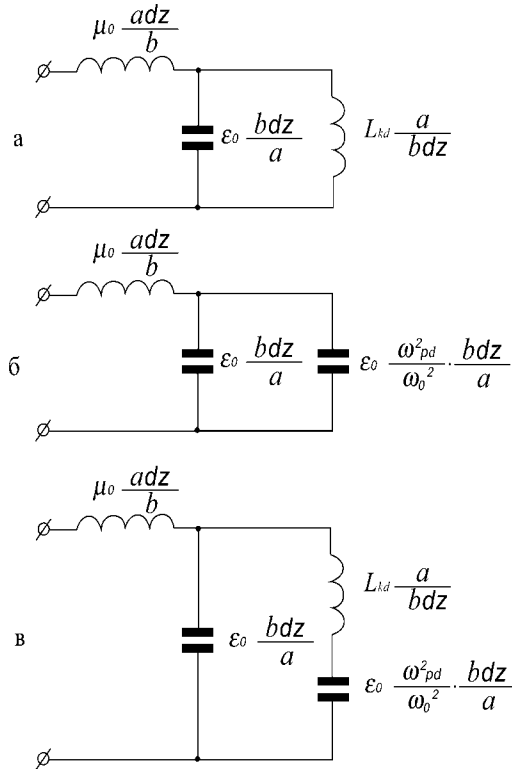 μ₀ adz/b
а
ε₀ bdz/a
Lₖd a/bdz
μ₀ adz/b
б
ε₀ bdz/a
ε₀ ω²pd/ω₀² · bdz/a
μ₀ adz/b
Lₖd a/bdz
в
ε₀ bdz/a
ε₀ ω²pd/ω₀² · bdz/a